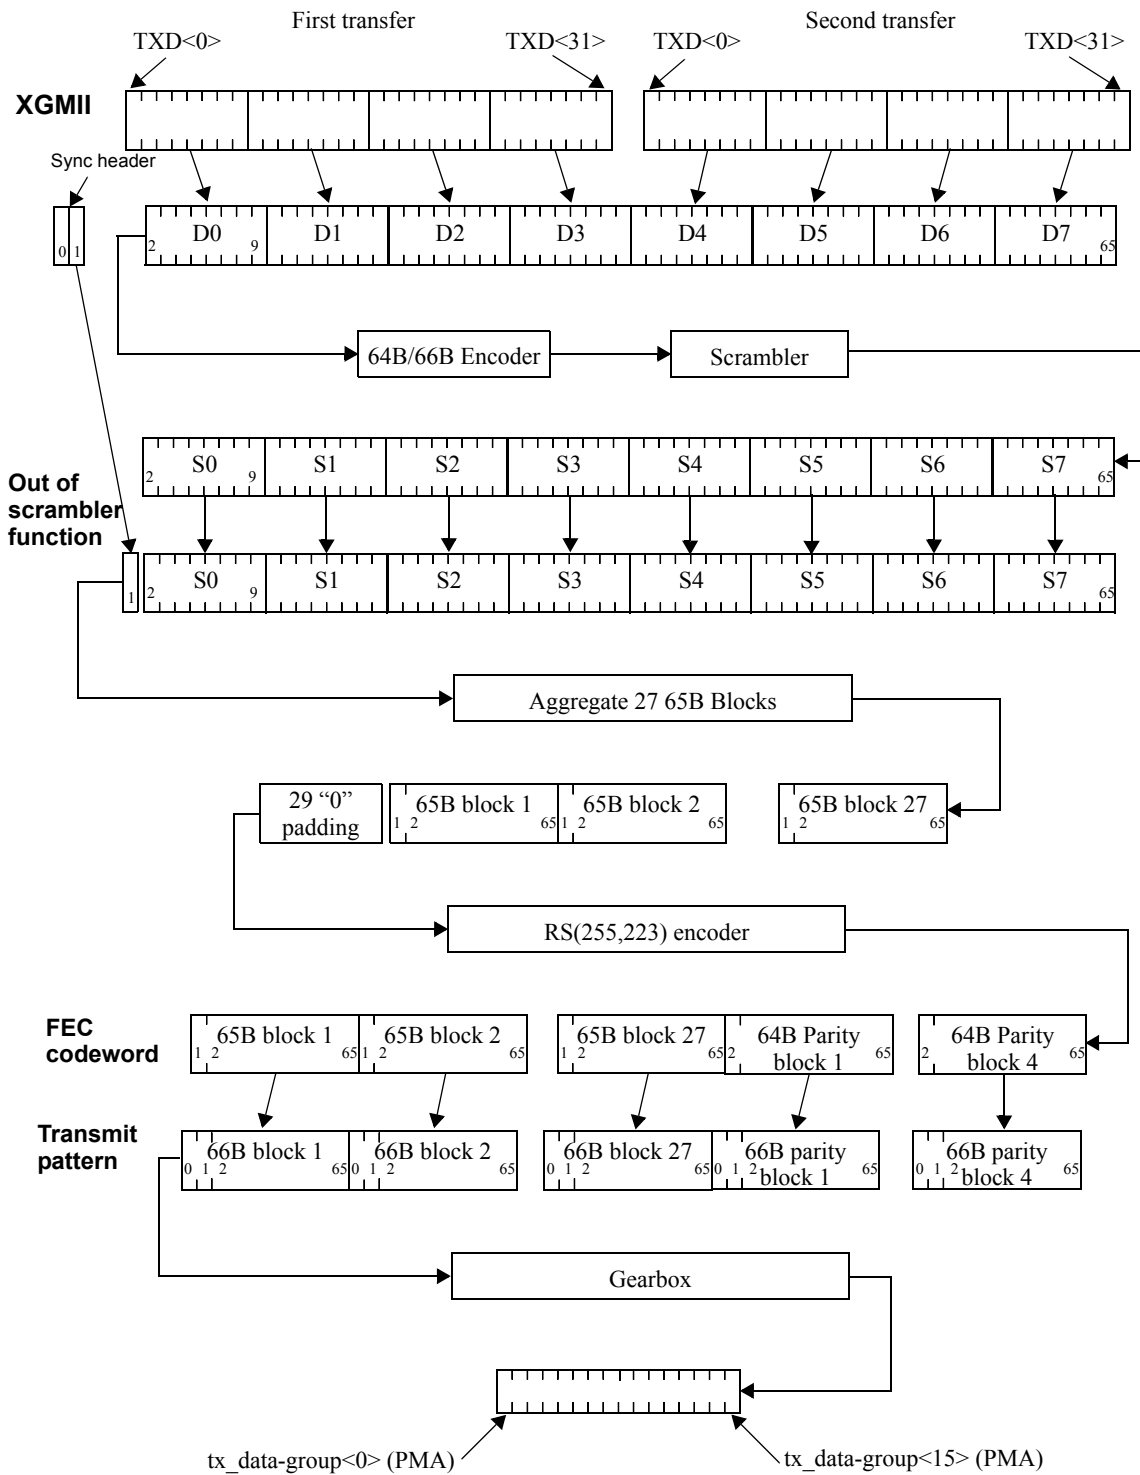 First transfer
Second transfer
TXD<0>
TXD<31>
TXD<0>
TXD<31>
XGMII
Sync header
0 1
2 D0 9 D1 D2 D3 D4 D5 D6 D7 65
64B/66B Encoder
Scrambler
2 S0 9 S1 S2 S3 S4 S5 S6 S7 65
Out of
scrambler
function
1 2 S0 9 S1 S2 S3 S4 S5 S6 S7 65
Aggregate 27 65B Blocks
29 “0”
padding
65B block 1
1 2 65
65B block 2
1 2 65
65B block 27
1 2 65
RS(255,223) encoder
FEC
codeword
65B block 1
1 2 65
65B block 2
1 2 65
65B block 27
1 2 65
64B Parity
block 1
2 65
64B Parity
block 4
2 65
Transmit
pattern
66B block 1
0 1 2 65
66B block 2
0 1 2 65
66B block 27
0 1 2 65
66B parity
block 1
0 1 2 65
66B parity
block 4
0 1 2 65
Gearbox
tx_data-group<0> (PMA)
tx_data-group<15> (PMA)